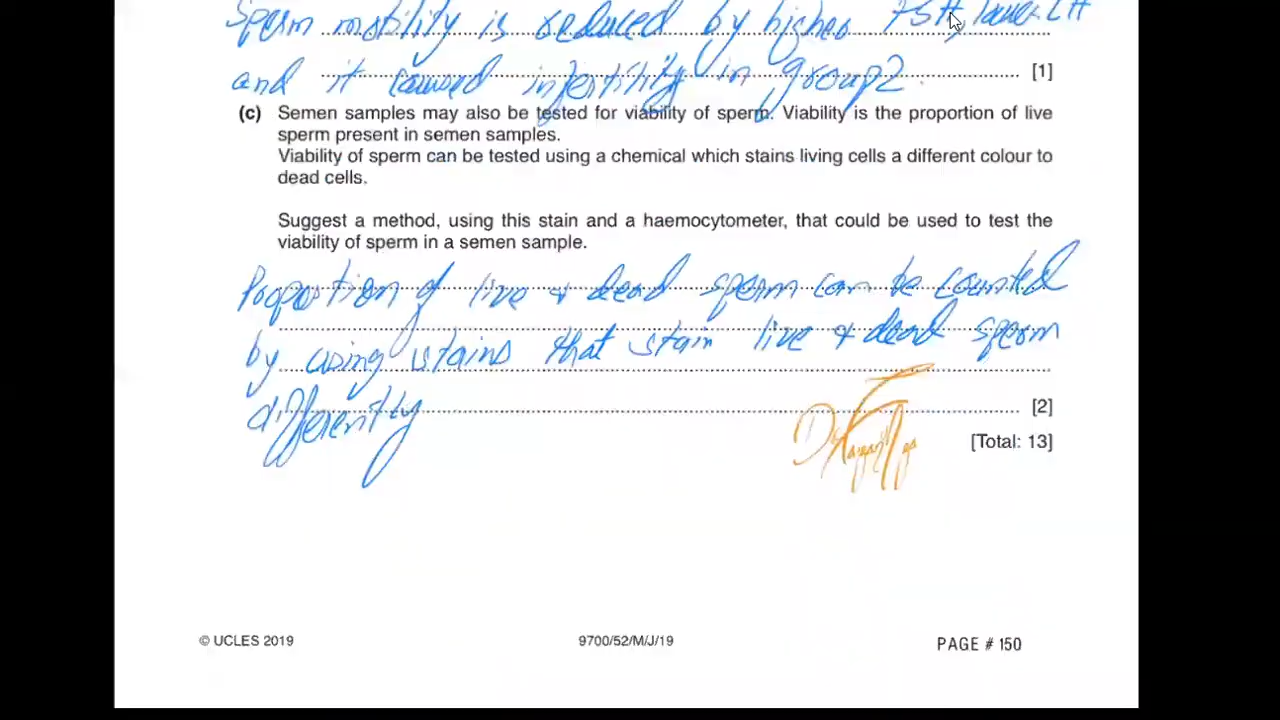 Sperm motility is reduced by higher FSH, lower LH
and it caused infertility in group 2. [1]
(c) Semen samples may also be tested for viability of sperm. Viability is the proportion of live
sperm present in semen samples.
Viability of sperm can be tested using a chemical which stains living cells a different colour to
dead cells.
Suggest a method, using this stain and a haemocytometer, that could be used to test the
viability of sperm in a semen sample.
Proportion of live & dead sperm can be counted
by using stains that stain live & dead sperm
differently [2]
[Total: 13]
© UCLES 2019 9700/52/M/J/19 PAGE # 150